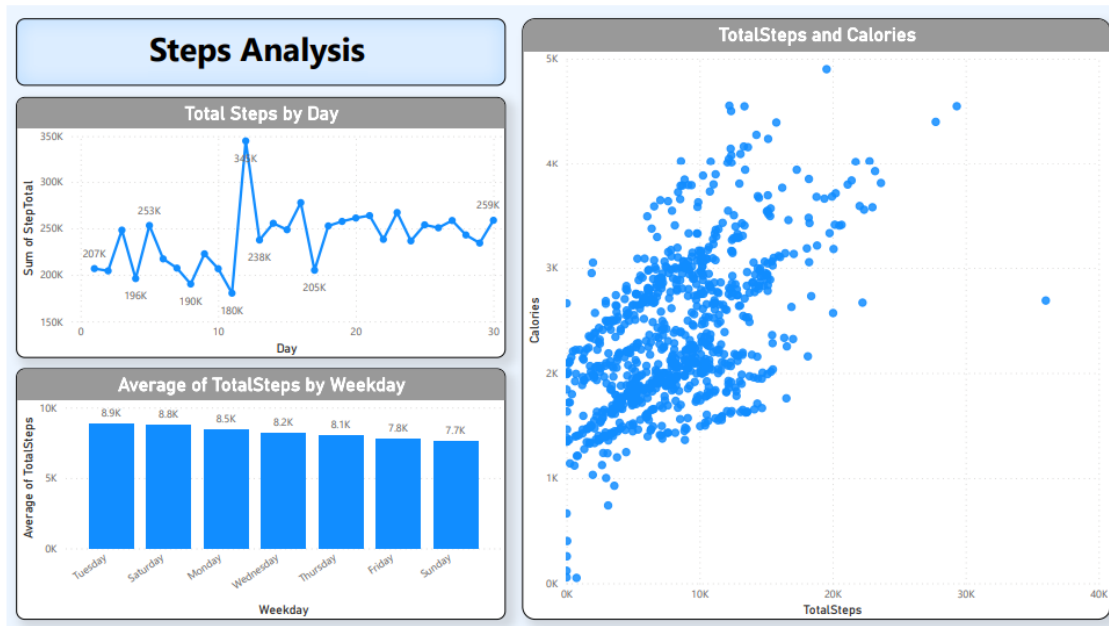 Steps Analysis
Total Steps by Day
350K
300K
250K
200K
150K
Sum of StepTotal
207K
196K
253K
190K
180K
345K
238K
205K
259K
0
10
20
30
Day
Average of TotalSteps by Weekday
10K
5K
0K
Average of TotalSteps
8.9K
8.8K
8.5K
8.2K
8.1K
7.8K
7.7K
Tuesday
Saturday
Monday
Wednesday
Thursday
Friday
Sunday
Weekday
TotalSteps and Calories
5K
4K
3K
2K
1K
0K
Calories
0K
10K
20K
30K
40K
TotalSteps